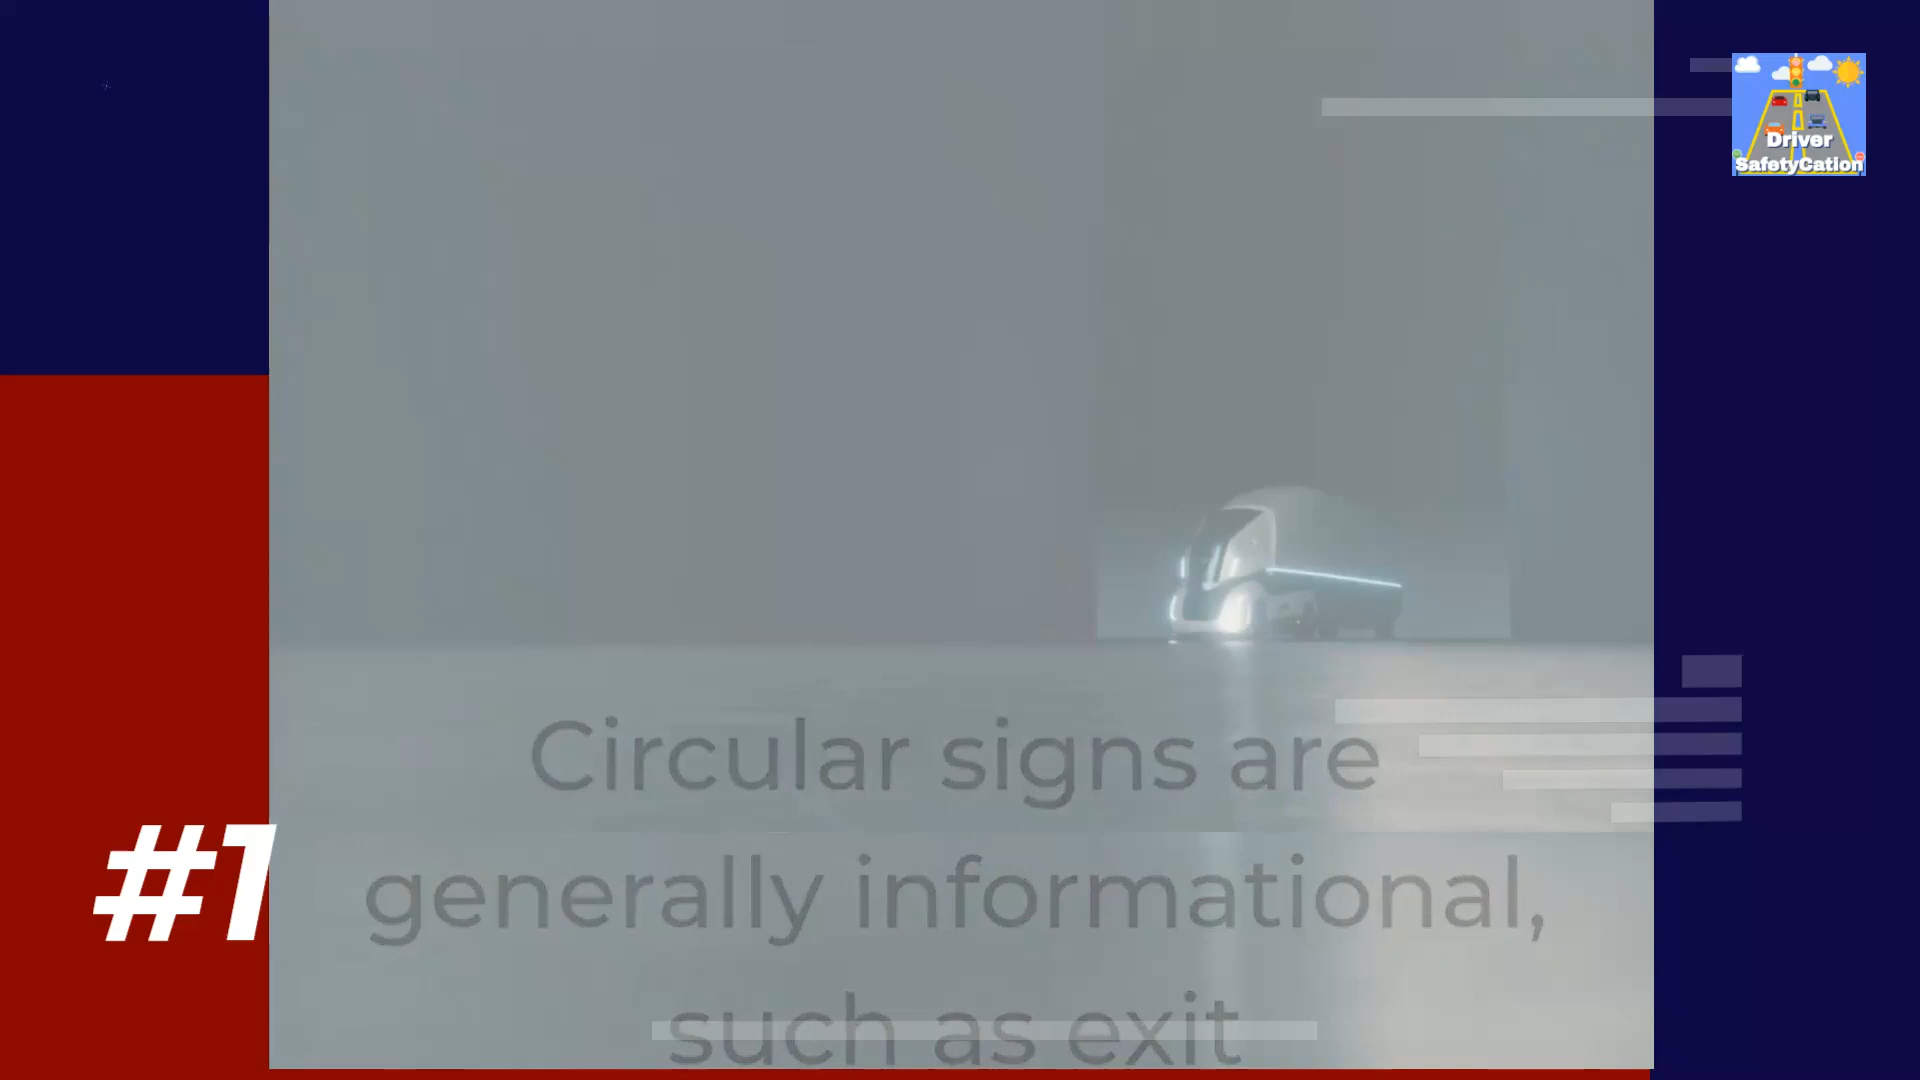 Driver
SafetyCation
Circular signs are
#1
generally informational,
such as exit